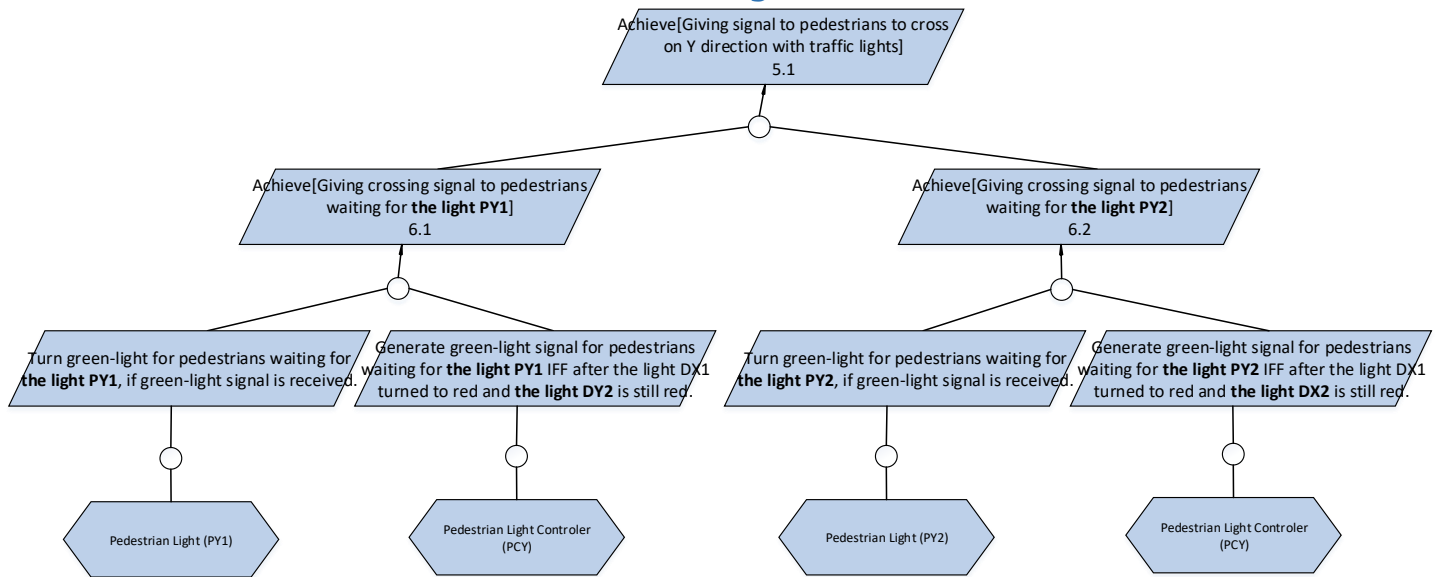 Achieve[Giving signal to pedestrians to cross
on Y direction with traffic lights]
5.1
Achieve[Giving crossing signal to pedestrians
waiting for the light PY1]
6.1
Achieve[Giving crossing signal to pedestrians
waiting for the light PY2]
6.2
Turn green-light for pedestrians waiting for
the light PY1, if green-light signal is received.
Generate green-light signal for pedestrians
waiting for the light PY1 IFF after the light DX1
turned to red and the light DY2 is still red.
Turn green-light for pedestrians waiting for
the light PY2, if green-light signal is received.
Generate green-light signal for pedestrians
waiting for the light PY2 IFF after the light DX1
turned to red and the light DX2 is still red.
Pedestrian Light (PY1)
Pedestrian Light Controler
(PCY)
Pedestrian Light (PY2)
Pedestrian Light Controler
(PCY)